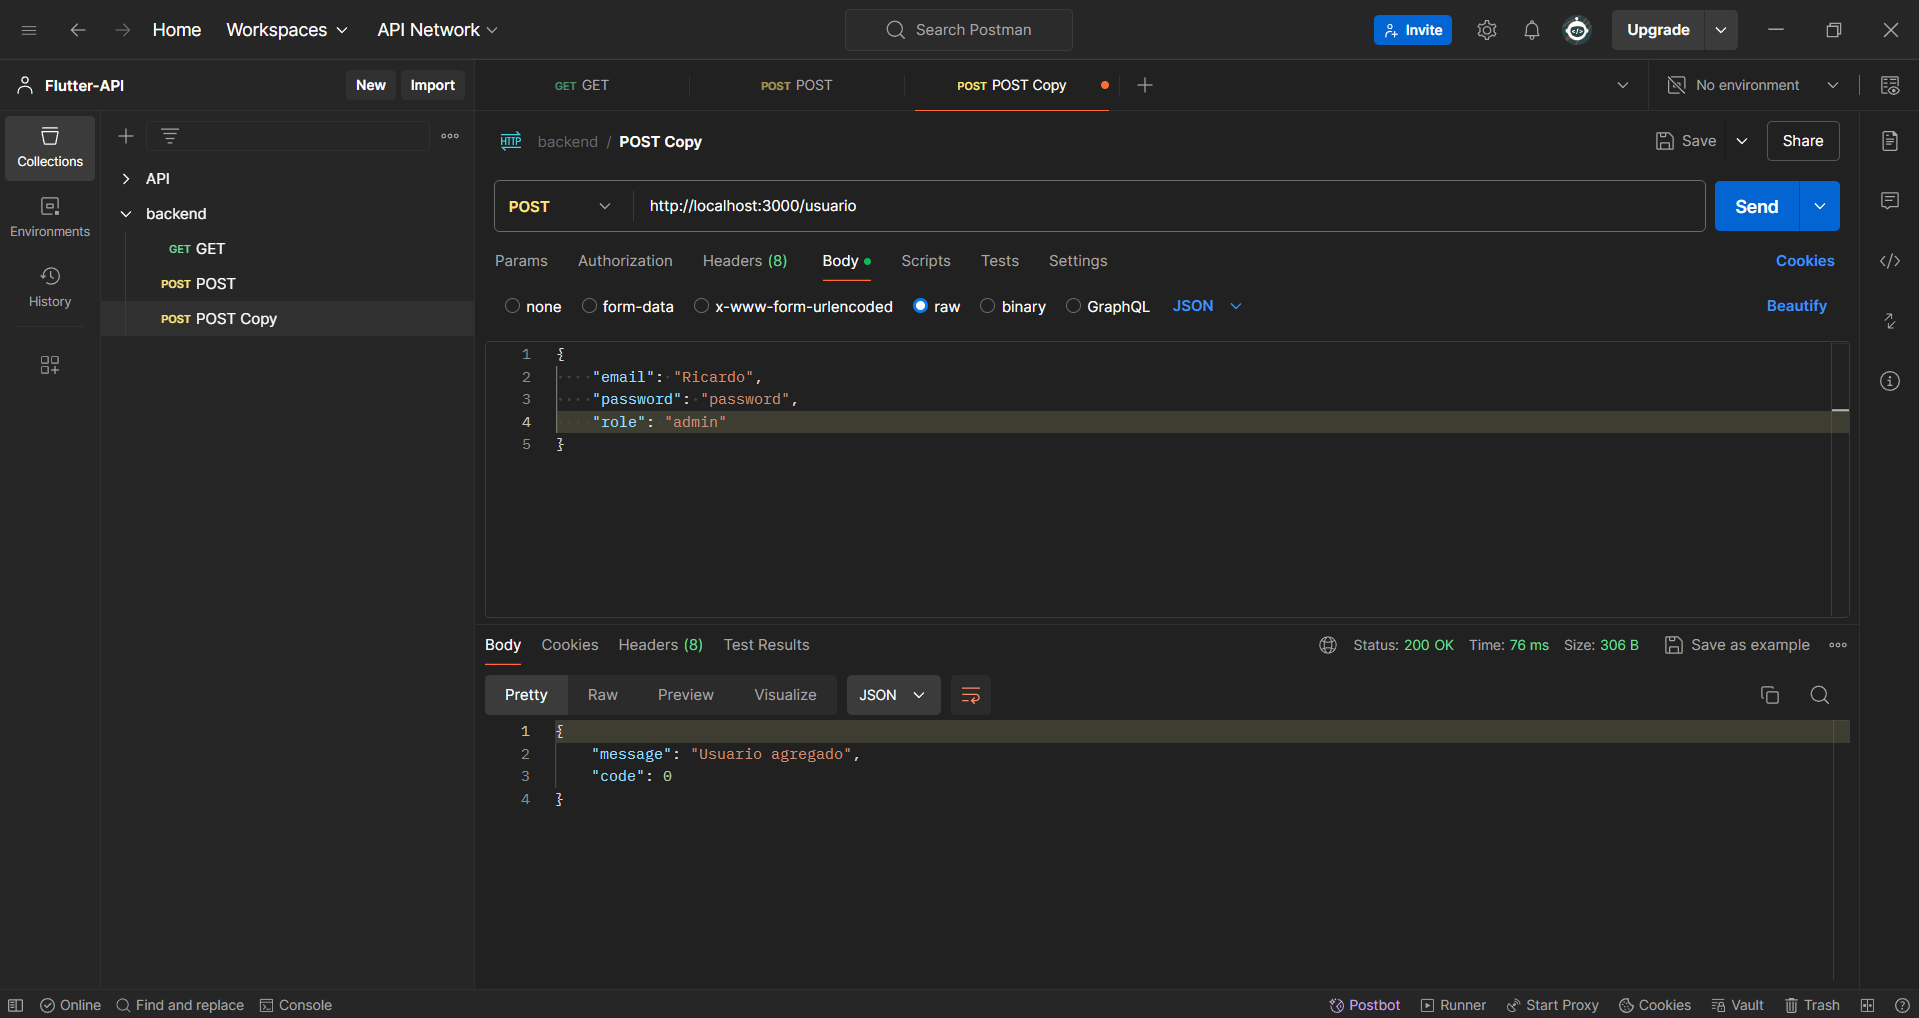 Home Workspaces API Network Search Postman Invite Upgrade
Flutter-API New Import GET GET POST POST POST POST Copy No environment
Collections
Environments
History
API
backend
GET GET
POST POST
POST POST Copy
HTTP backend / POST Copy Save Share
POST http://localhost:3000/usuario Send
Params Authorization Headers (8) Body Scripts Tests Settings Cookies
none form-data x-www-form-urlencoded raw binary GraphQL JSON Beautify
1 {
2 "email": "Ricardo",
3 "password": "password",
4 "role": "admin"
5 }
Body Cookies Headers (8) Test Results Status: 200 OK Time: 76 ms Size: 306 B Save as example
Pretty Raw Preview Visualize JSON
1 {
2 "message": "Usuario agregado",
3 "code": 0
4 }
Online Find and replace Console Postbot Runner Start Proxy Cookies Vault Trash